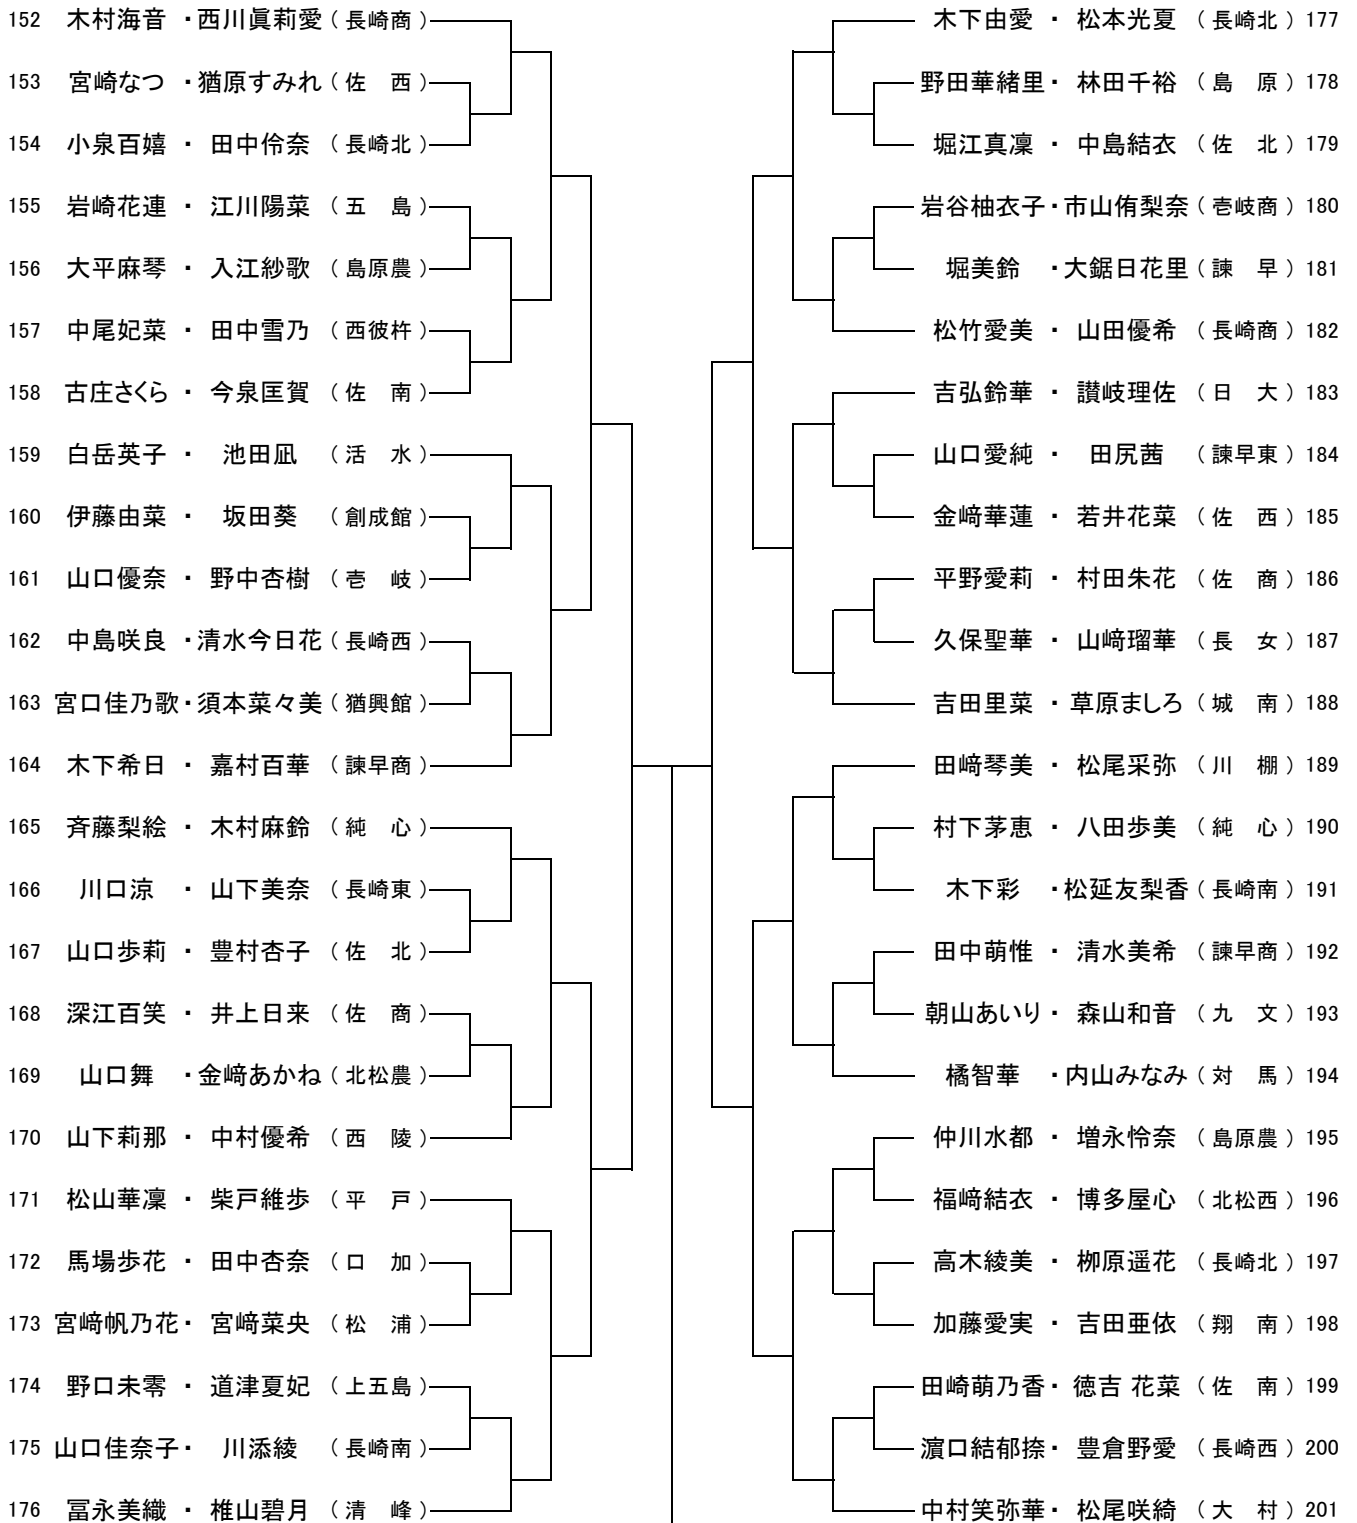 152 木村海音 ・ 西川眞莉愛 （ 長崎商 ）
153 宮崎なつ ・ 猶原すみれ （ 佐　西 ）
154 小泉百嬉 ・ 田中伶奈 （ 長崎北 ）
155 岩崎花連 ・ 江川陽菜 （ 五　島 ）
156 大平麻琴 ・ 入江紗歌 （ 島原農 ）
157 中尾妃菜 ・ 田中雪乃 （ 西彼杵 ）
158 古庄さくら ・ 今泉匡賀 （ 佐　南 ）
159 白岳英子 ・ 池田凪 （ 活　水 ）
160 伊藤由菜 ・ 坂田葵 （ 創成館 ）
161 山口優奈 ・ 野中杏樹 （ 壱　岐 ）
162 中島咲良 ・ 清水今日花 （ 長崎西 ）
163 宮口佳乃歌 ・ 須本菜々美 （ 猶興館 ）
164 木下希日 ・ 嘉村百華 （ 諫早商 ）
165 斉藤梨絵 ・ 木村麻鈴 （ 純　心 ）
166 川口涼 ・ 山下美奈 （ 長崎東 ）
167 山口歩莉 ・ 豊村杏子 （ 佐　北 ）
168 深江百笑 ・ 井上日来 （ 佐　商 ）
169 山口舞 ・ 金﨑あかね （ 北松農 ）
170 山下莉那 ・ 中村優希 （ 西　陵 ）
171 松山華凜 ・ 柴戸維歩 （ 平　戸 ）
172 馬場歩花 ・ 田中杏奈 （ 口　加 ）
173 宮﨑帆乃花 ・ 宮﨑菜央 （ 松　浦 ）
174 野口未零 ・ 道津夏妃 （ 上五島 ）
175 山口佳奈子 ・ 川添綾 （ 長崎南 ）
176 冨永美織 ・ 椎山碧月 （ 清　峰 ）
木下由愛 ・ 松本光夏 （ 長崎北 ） 177
野田華緒里 ・ 林田千裕 （ 島　原 ） 178
堀江真凜 ・ 中島結衣 （ 佐　北 ） 179
岩谷柚衣子 ・ 市山侑梨奈 （ 壱岐商 ） 180
堀美鈴 ・ 大鋸日花里 （ 諫　早 ） 181
松竹愛美 ・ 山田優希 （ 長崎商 ） 182
吉弘鈴華 ・ 讃岐理佐 （ 日　大 ） 183
山口愛純 ・ 田尻茜 （ 諫早東 ） 184
金﨑華蓮 ・ 若井花菜 （ 佐　西 ） 185
平野愛莉 ・ 村田朱花 （ 佐　商 ） 186
久保聖華 ・ 山﨑瑠華 （ 長　女 ） 187
吉田里菜 ・ 草原ましろ （ 城　南 ） 188
田﨑琴美 ・ 松尾采弥 （ 川　棚 ） 189
村下茅恵 ・ 八田歩美 （ 純　心 ） 190
木下彩 ・ 松延友梨香 （ 長崎南 ） 191
田中萌惟 ・ 清水美希 （ 諫早商 ） 192
朝山あいり ・ 森山和音 （ 九　文 ） 193
橘智華 ・ 内山みなみ （ 対　馬 ） 194
仲川水都 ・ 増永怜奈 （ 島原農 ） 195
福﨑結衣 ・ 博多屋心 （ 北松西 ） 196
高木綾美 ・ 栁原遥花 （ 長崎北 ） 197
加藤愛実 ・ 吉田亜依 （ 翔　南 ） 198
田崎萌乃香 ・ 徳吉 花菜 （ 佐　南 ） 199
濵口結郁捺 ・ 豊倉野愛 （ 長崎西 ） 200
中村笑弥華 ・ 松尾咲綺 （ 大　村 ） 201